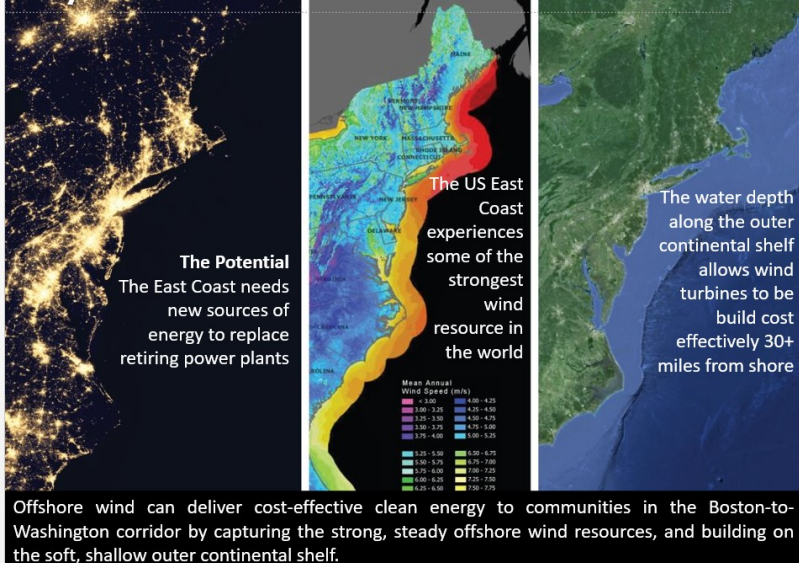 The Potential
The East Coast needs
new sources of
energy to replace
retiring power plants
MAINE
VERMONT
NEW HAMPSHIRE
NEW YORK
MASSACHUSETTS
RHODE ISLAND
CONNECTICUT
PENNSYLVANIA
NEW JERSEY
DELAWARE
VIRGINIA
CAROLINA
ROLINA
The US East
Coast
experiences
some of the
strongest
wind
resource in
the world
Mean Annual
Wind Speed (m/s)
< 3.00 4.00 - 4.25
3.00 - 3.25 4.25 - 4.50
3.25 - 3.50 4.50 - 4.75
3.50 - 3.75 4.75 - 5.00
3.75 - 4.00 5.00 - 5.25
5.25 - 5.50 6.50 - 6.75
5.50 - 5.75 6.75 - 7.00
5.75 - 6.00 7.00 - 7.25
6.00 - 6.25 7.25 - 7.50
6.25 - 6.50 7.50 - 7.75
The water depth
along the outer
continental shelf
allows wind
turbines to be
build cost
effectively 30+
miles from shore
Offshore wind can deliver cost-effective clean energy to communities in the Boston-to-
Washington corridor by capturing the strong, steady offshore wind resources, and building on
the soft, shallow outer continental shelf.